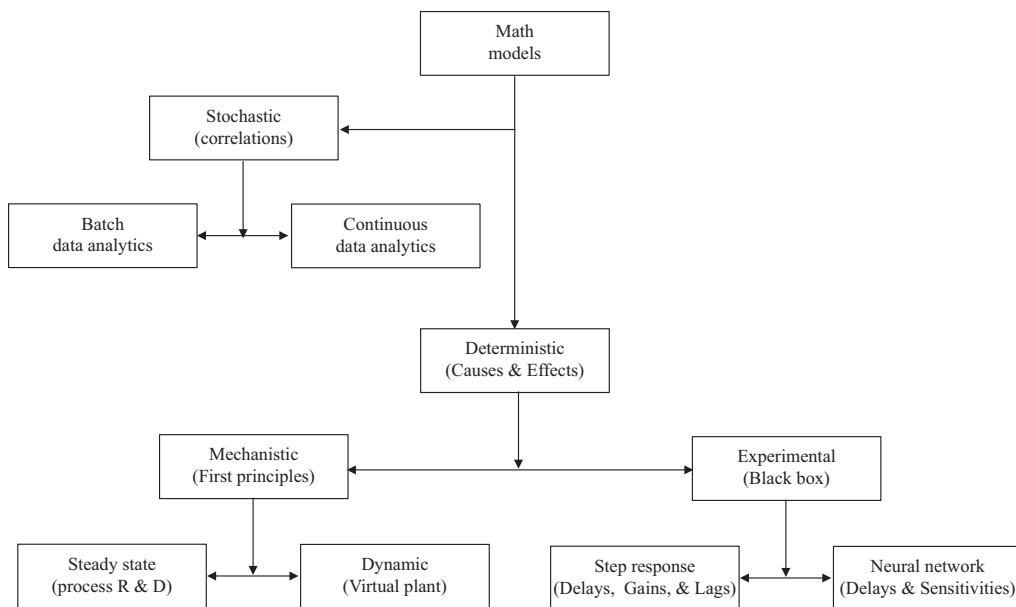 Math
models
Stochastic
(correlations)
Batch
data analytics
Continuous
data analytics
Deterministic
(Causes & Effects)
Mechanistic
(First principles)
Experimental
(Black box)
Steady state
(process R & D)
Dynamic
(Virtual plant)
Step response
(Delays, Gains, & Lags)
Neural network
(Delays & Sensitivities)